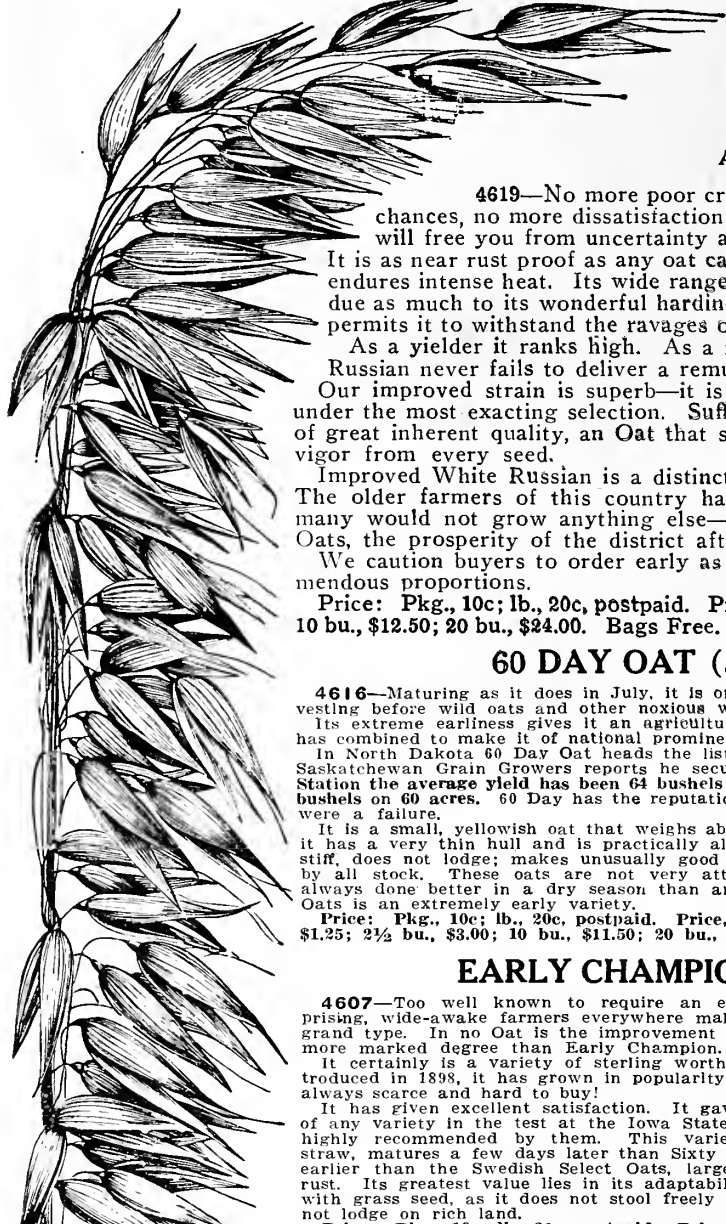 4619—No more poor cr
chances, no more dissatisfaction
will free you from uncertainty a
It is as near rust proof as any oat ca
endures intense heat. Its wide range
due as much to its wonderful hardin
permits it to withstand the ravages o
As a yielder it ranks high. As a
Russian never fails to deliver a remu
Our improved strain is superb—it is
under the most exacting selection. Suff
of great inherent quality, an Oat that s
vigor from every seed.
Improved White Russian is a distinct
The older farmers of this country ha
many would not grow anything else—
Oats, the prosperity of the district aft
We caution buyers to order early as
mendous proportions.
Price: Pkg., 10c; lb., 20c, postpaid. P
10 bu., $12.50; 20 bu., $24.00. Bags Free.
60 DAY OAT (
4616—Maturing as it does in July, it is o
vesting before wild oats and other noxious w
Its extreme earliness gives it an agricultu
has combined to make it of national promine
In North Dakota 60 Day Oat heads the list
Saskatchewan Grain Growers reports he secu
Station the average yield has been 64 bushels
bushels on 60 acres. 60 Day has the reputati
were a failure.
It is a small, yellowish oat that weighs ab
it has a very thin hull and is practically al
stiff, does not lodge; makes unusually good
by all stock. These oats are not very att
always done better in a dry season than a
Oats is an extremely early variety.
Price: Pkg., 10c; lb., 20c, postpaid. Price,
$1.25; 2½ bu., $3.00; 10 bu., $11.50; 20 bu.,
EARLY CHAMPIO
4607—Too well known to require an e
prising, wide-awake farmers everywhere mal
grand type. In no Oat is the improvement
more marked degree than Early Champion.
It certainly is a variety of sterling worth
troduced in 1898, it has grown in popularity
always scarce and hard to buy!
It has given excellent satisfaction. It gav
of any variety in the test at the Iowa State
highly recommended by them. This varie
straw, matures a few days later than Sixty
earlier than the Swedish Select Oats, large
rust. Its greatest value lies in its adaptabil
with grass seed, as it does not stool freely
not lodge on rich land.